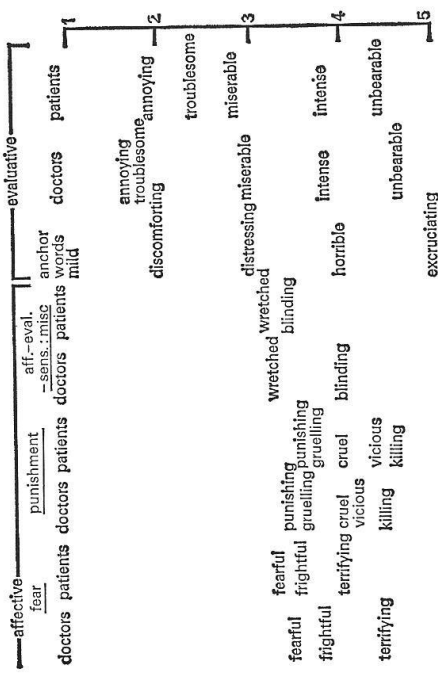 affective evaluative
aff.-eval.
fear punishment -sens.:misc anchor words
doctors patients doctors patients doctors patients mild doctors patients 1
annoying
troublesome annoying
discomforting 2
troublesome
miserable
distressing miserable 3
wretched
fearful wretched
punishing blinding
fearful frightful punishing
gruelling gruelling
frightful intense intense
terrifying cruel cruel blinding horrible 4
vicious
vicious unbearable
terrifying killing
killing unbearable
excruciating 5